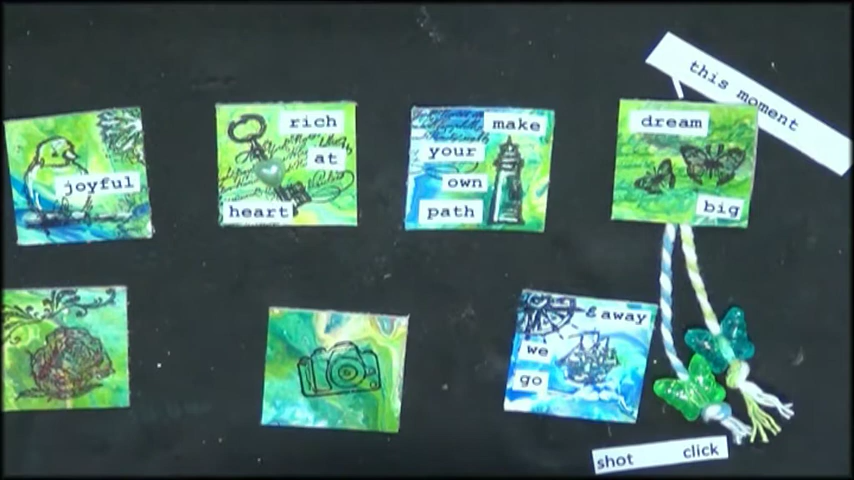 joyful
rich
at
heart
make
your
own
path
dream
big
this moment
& away
we
go
shot click